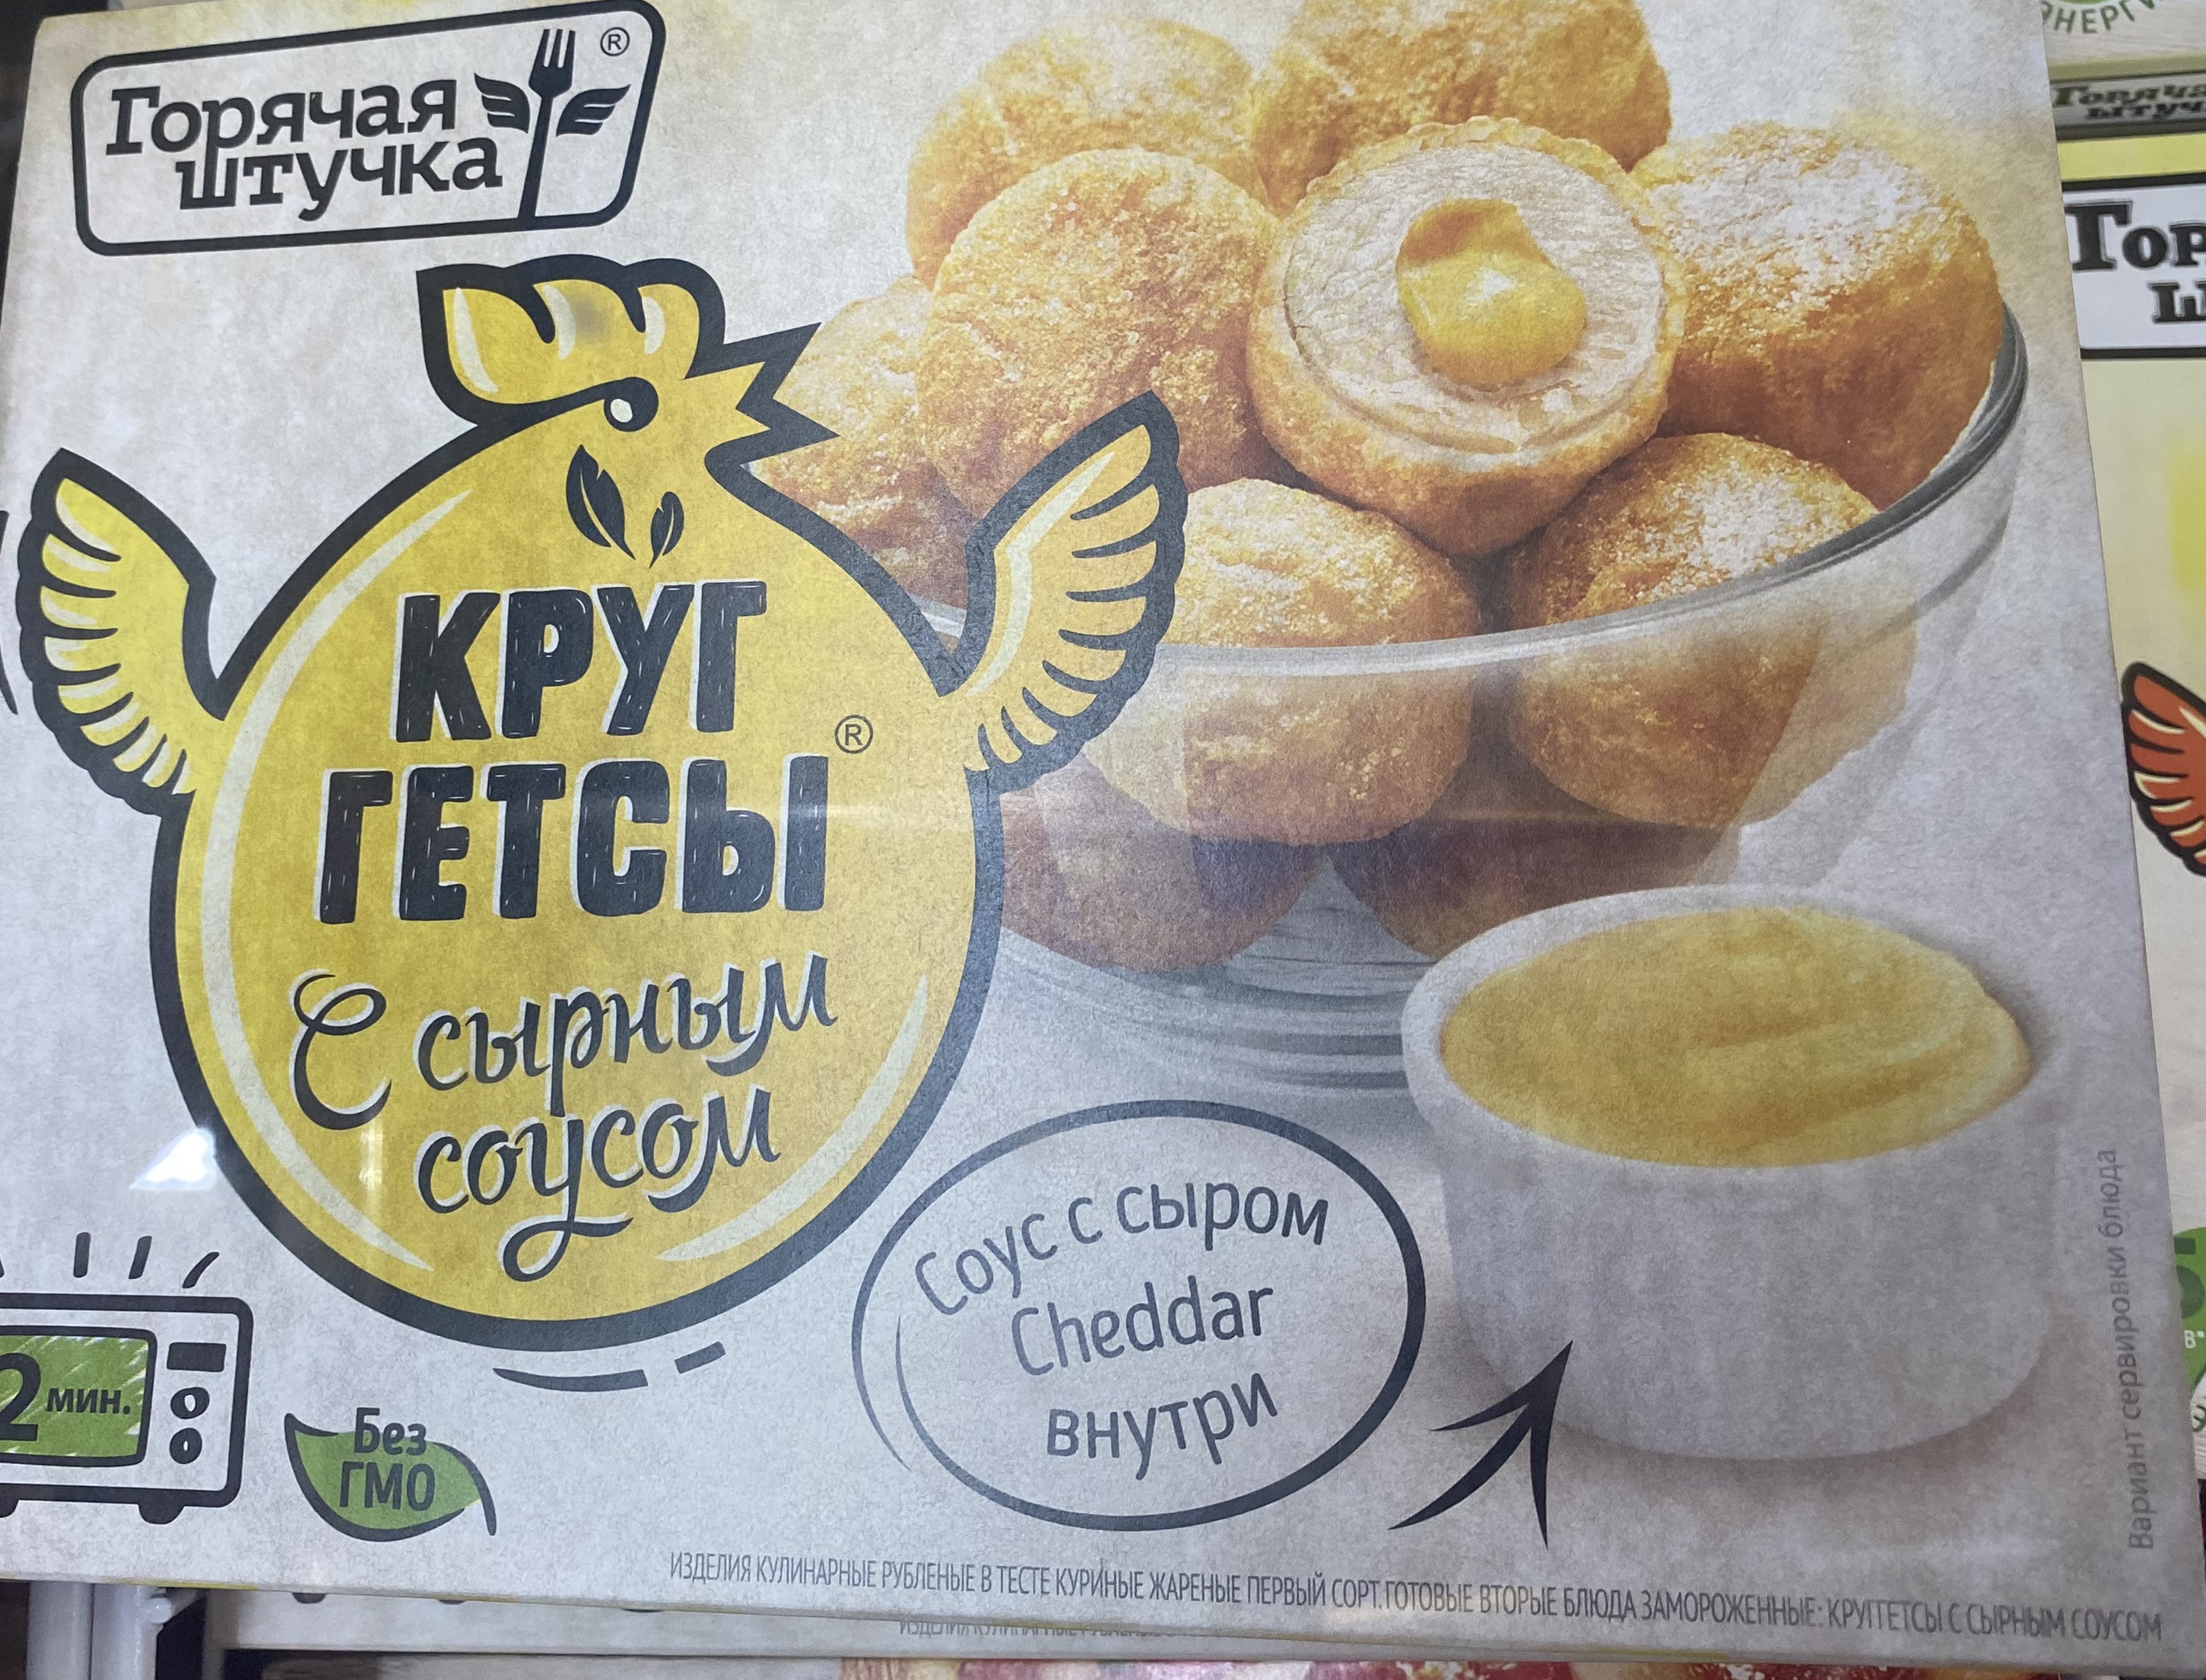 Горячая
штучка
®
КРУГ
ГЕТСЫ
®
С сырным
соусом
Соус с сыром
Cheddar
внутри
2 мин.
Без
ГМО
Вариант сервировки блюда
ИЗДЕЛИЯ КУЛИНАРНЫЕ РУБЛЕНЫЕ В ТЕСТЕ КУРИНЫЕ ЖАРЕНЫЕ ПЕРВЫЙ СОРТ.ГОТОВЫЕ ВТОРЫЕ БЛЮДА ЗАМОРОЖЕННЫЕ: КРУГГЕТСЫ С СЫРНЫМ СОУСОМ